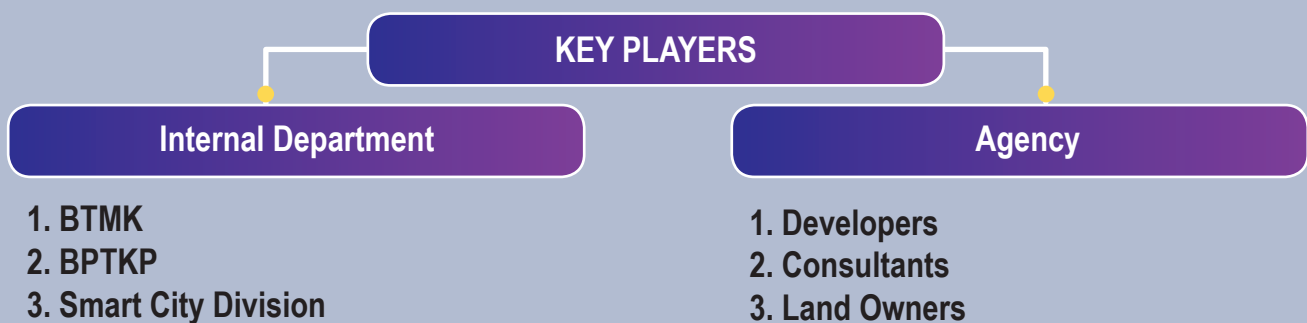 KEY PLAYERS
Internal Department
1. BTMK
2. BPTKP
3. Smart City Division
Agency
1. Developers
2. Consultants
3. Land Owners